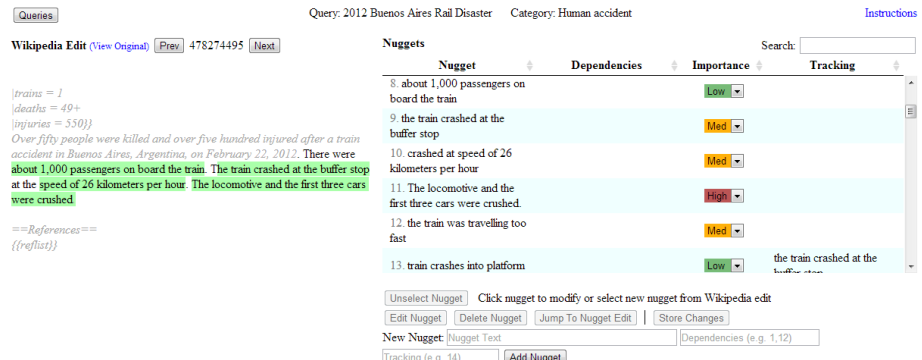 Queries
Query: 2012 Buenos Aires Rail Disaster Category: Human accident Instructions
Wikipedia Edit (View Original) Prev 478274495 Next
|trains = 1
|deaths = 49+
|injuries = 550}}
Over fifty people were killed and over five hundred injured after a train
accident in Buenos Aires, Argentina, on February 22, 2012. There were
about 1,000 passengers on board the train. The train crashed at the buffer stop
at the speed of 26 kilometers per hour. The locomotive and the first three cars
were crushed.
==References==
{{reflist}}
Nuggets
Search:
Nugget Dependencies Importance Tracking
8. about 1,000 passengers on
board the train Low
9. the train crashed at the
buffer stop Med
10. crashed at speed of 26
kilometers per hour Med
11. The locomotive and the
first three cars were crushed. High
12. the train was travelling too
fast Med
13. train crashes into platform Low the train crashed at the
buffer stop
Unselect Nugget Click nugget to modify or select new nugget from Wikipedia edit
Edit Nugget Delete Nugget Jump To Nugget Edit | Store Changes
New Nugget: Nugget Text Dependencies (e.g. 1,12)
Tracking (e.g. 14) Add Nugget